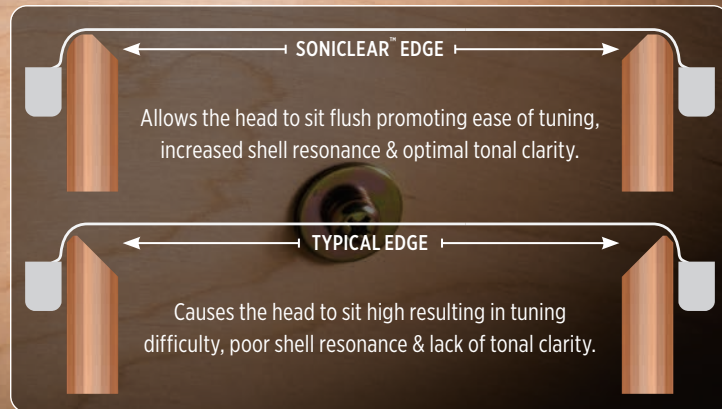 SONICLEAR™ EDGE
Allows the head to sit flush promoting ease of tuning,
increased shell resonance & optimal tonal clarity.
TYPICAL EDGE
Causes the head to sit high resulting in tuning
difficulty, poor shell resonance & lack of tonal clarity.